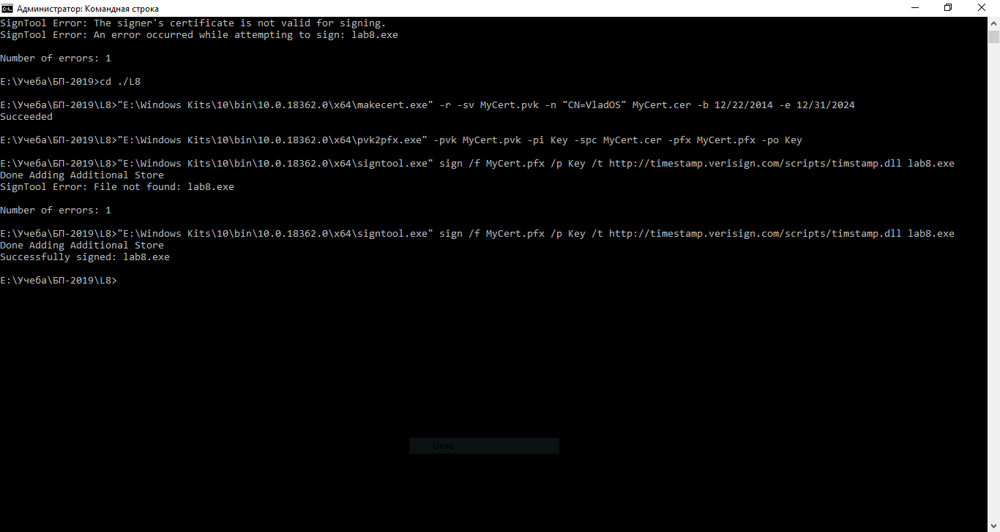 Администратор: Командная строка
SignTool Error: The signer's certificate is not valid for signing.
SignTool Error: An error occurred while attempting to sign: lab8.exe
Number of errors: 1
E:\Учеба\БП-2019>cd ./L8
E:\Учеба\БП-2019\L8>"E:\Windows Kits\10\bin\10.0.18362.0\x64\makecert.exe" -r -sv MyCert.pvk -n "CN=VladOS" MyCert.cer -b 12/22/2014 -e 12/31/2024
Succeeded
E:\Учеба\БП-2019\L8>"E:\Windows Kits\10\bin\10.0.18362.0\x64\pvk2pfx.exe" -pvk MyCert.pvk -pi Key -spc MyCert.cer -pfx MyCert.pfx -po Key
E:\Учеба\БП-2019\L8>"E:\Windows Kits\10\bin\10.0.18362.0\x64\signtool.exe" sign /f MyCert.pfx /p Key /t http://timestamp.verisign.com/scripts/timstamp.dll lab8.exe
Done Adding Additional Store
SignTool Error: File not found: lab8.exe
Number of errors: 1
E:\Учеба\БП-2019\L8>"E:\Windows Kits\10\bin\10.0.18362.0\x64\signtool.exe" sign /f MyCert.pfx /p Key /t http://timestamp.verisign.com/scripts/timstamp.dll lab8.exe
Done Adding Additional Store
Successfully signed: lab8.exe
E:\Учеба\БП-2019\L8>
Окно